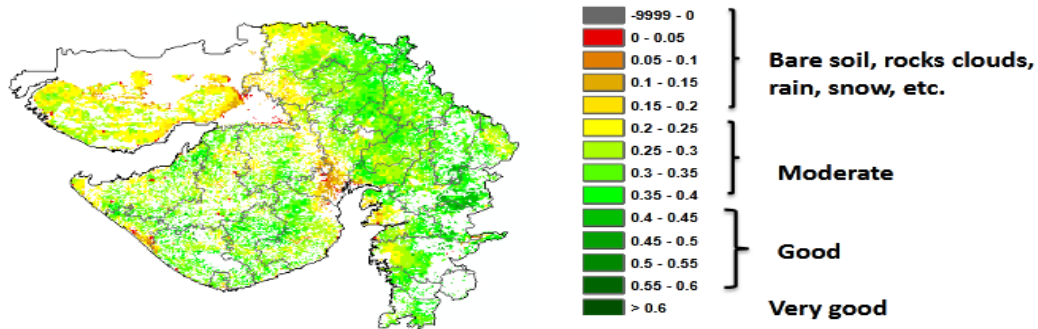 -9999 - 0
0 - 0.05
0.05 - 0.1
0.1 - 0.15
0.15 - 0.2
0.2 - 0.25
0.25 - 0.3
0.3 - 0.35
0.35 - 0.4
0.4 - 0.45
0.45 - 0.5
0.5 - 0.55
0.55 - 0.6
> 0.6
Bare soil, rocks clouds,
rain, snow, etc.
Moderate
Good
Very good